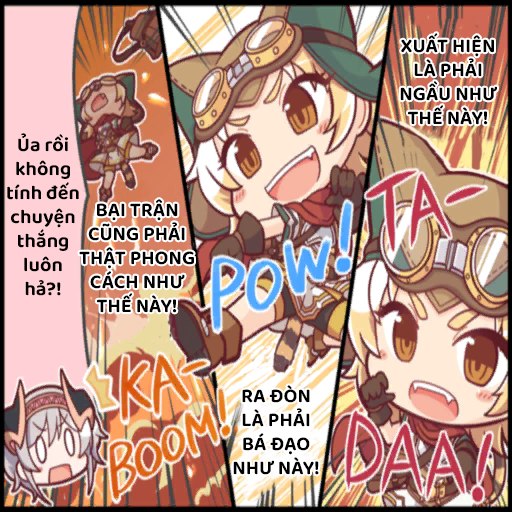 XUẤT HIỆN
LÀ PHẢI
NGẦU NHƯ
THẾ NÀY!
TA-
DAA!
POW!
RA ĐÒN
LÀ PHẢI
BÁ ĐẠO
NHƯ NÀY!
BẠI TRẬN
CŨNG PHẢI
THẬT PHONG
CÁCH NHƯ
THẾ NÀY!
KA-
BOOM!
Ủa rồi
không
tính đến
chuyện
thắng
luôn
hả?!